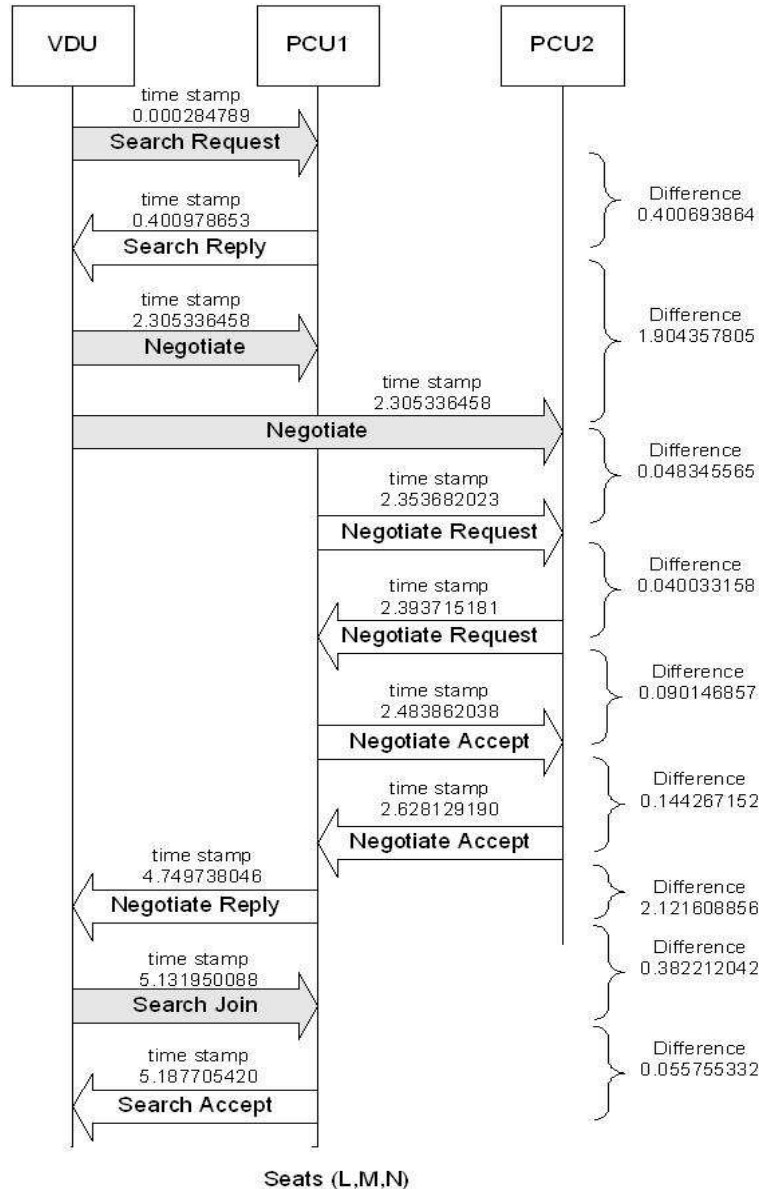 VDU
PCU1
PCU2
time stamp
0.000284789
Search Request
Difference
0.400693864
time stamp
0.400978653
Search Reply
time stamp
2.305336458
Negotiate
Difference
1.904357805
time stamp
2.305336458
Negotiate
Difference
0.048345565
time stamp
2.353682023
Negotiate Request
Difference
0.040033158
time stamp
2.393715181
Negotiate Request
Difference
0.090146857
time stamp
2.483862038
Negotiate Accept
Difference
0.144267152
time stamp
2.628129190
Negotiate Accept
time stamp
4.749738046
Negotiate Reply
Difference
2.121608856
Difference
0.382212042
time stamp
5.131950088
Search Join
Difference
0.055755332
time stamp
5.187705420
Search Accept
Seats (L,M,N)